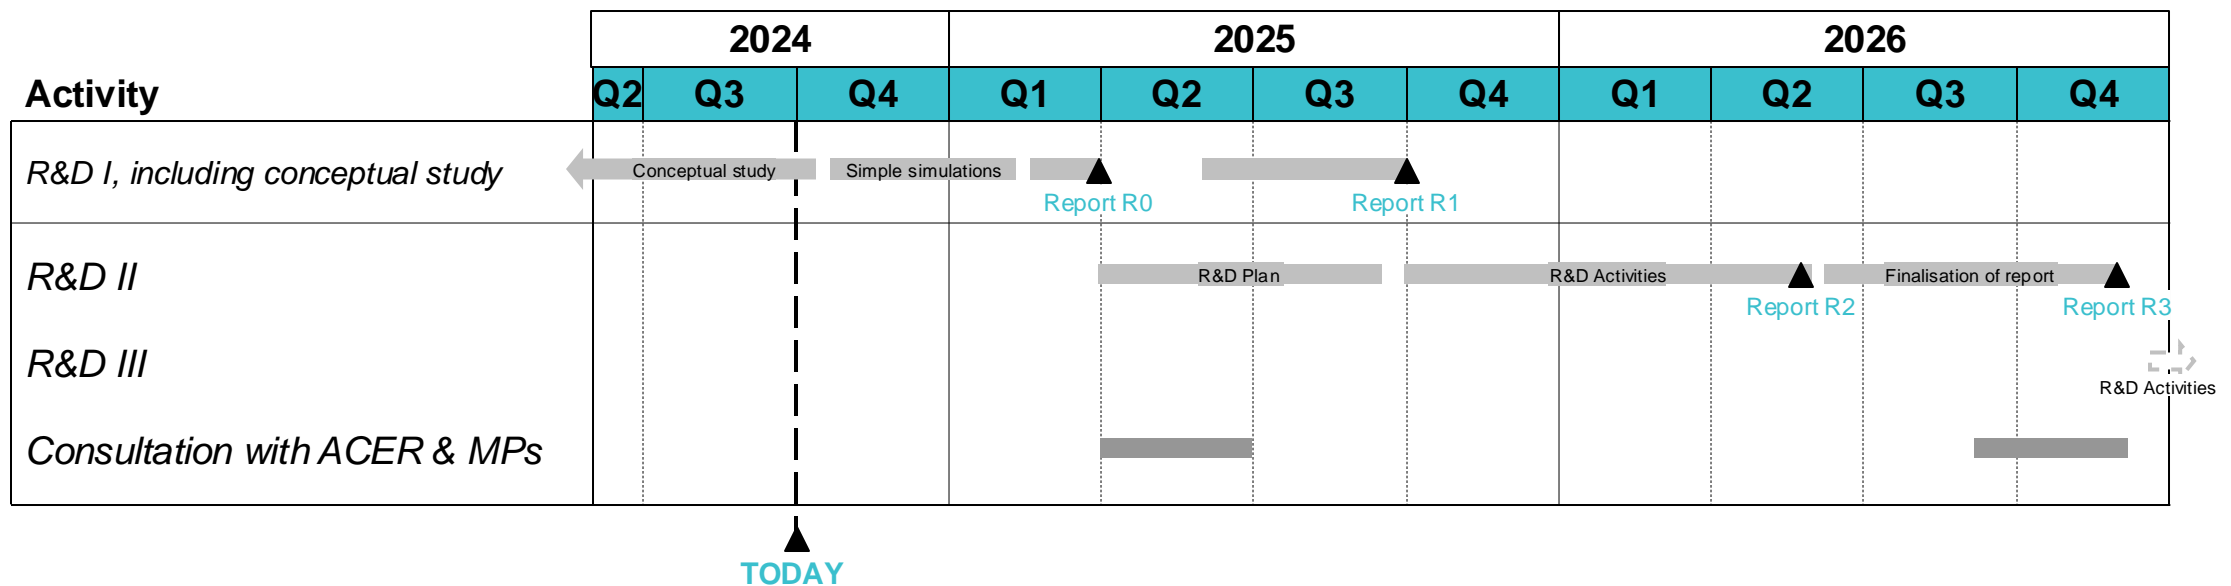 2024 2025 2026
Activity Q2 Q3 Q4 Q1 Q2 Q3 Q4 Q1 Q2 Q3 Q4
R&D I, including conceptual study Conceptual study Simple simulations
Report R0 Report R1
R&D II R&D Plan R&D Activities Finalisation of report
Report R2 Report R3
R&D III
R&D Activities
Consultation with ACER & MPs
TODAY